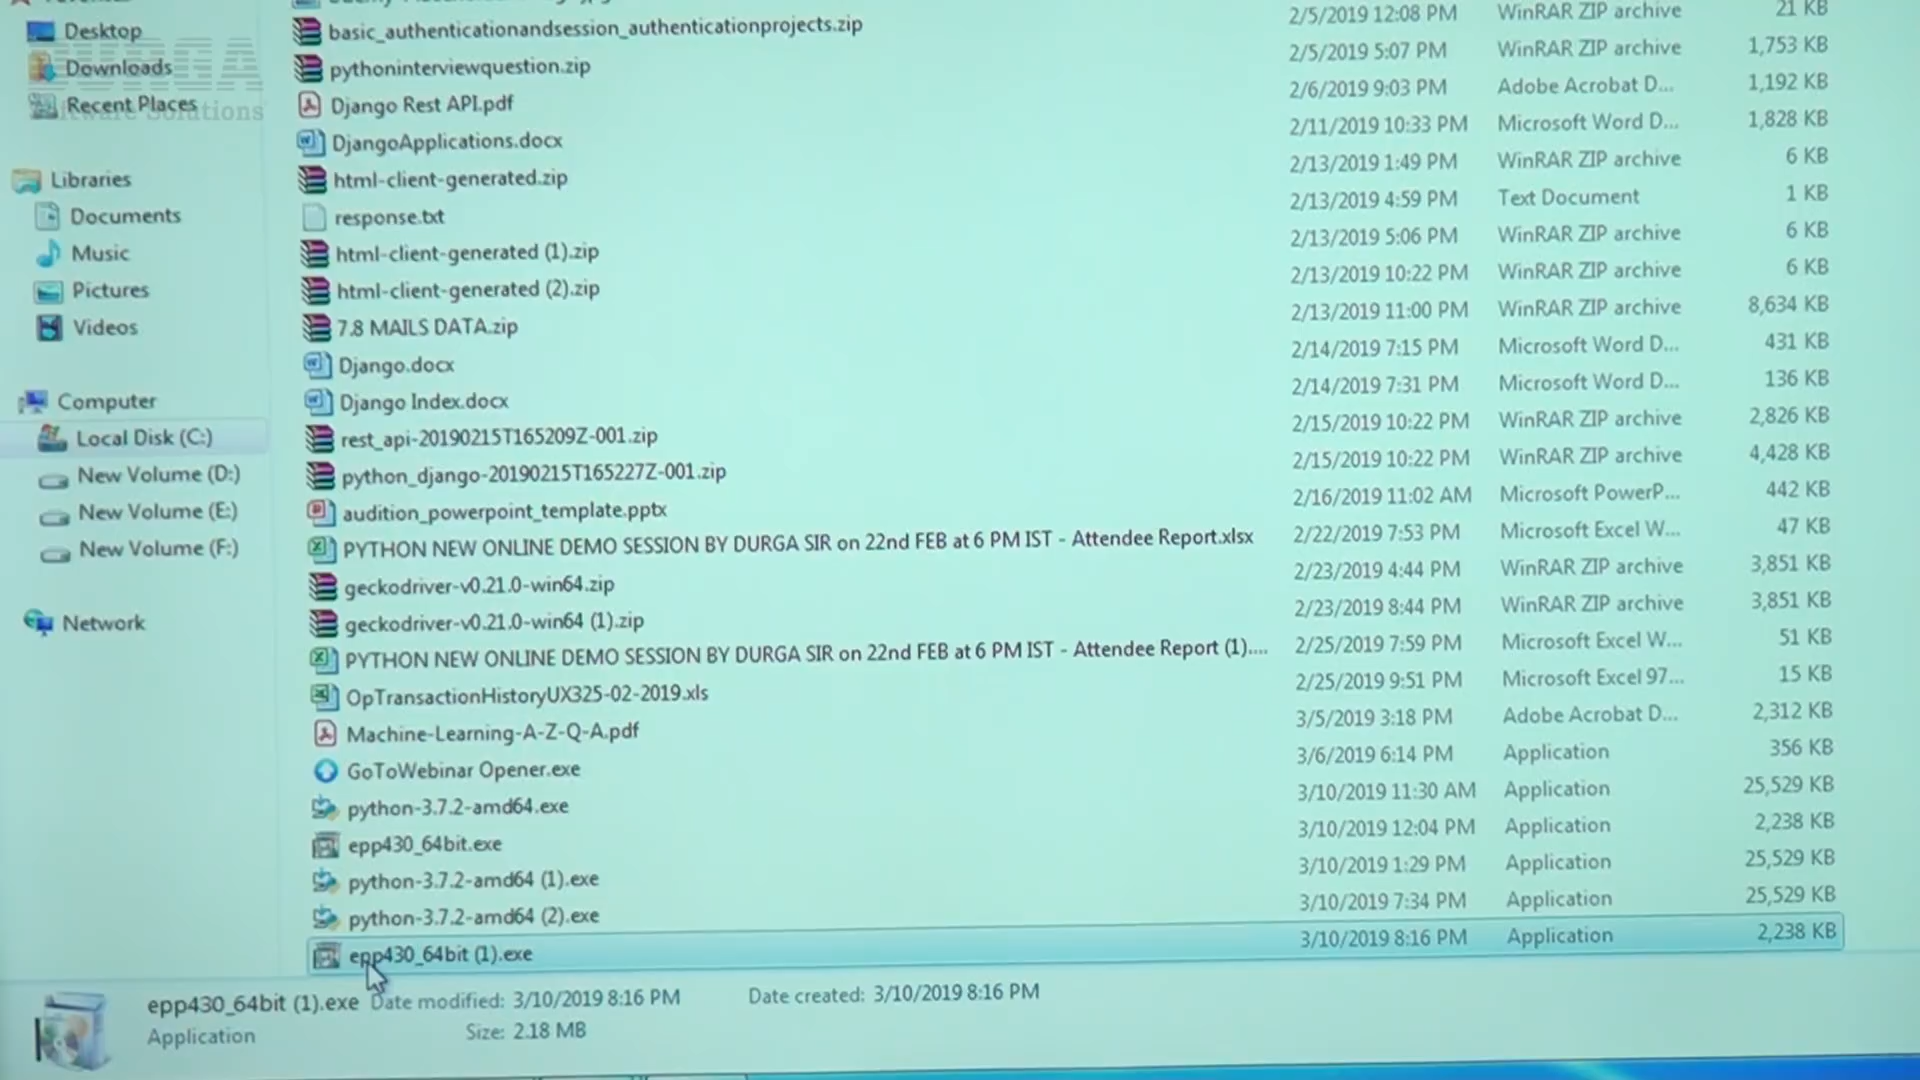 Desktop
Downloads
Recent Places
Software Solutions
Libraries
Documents
Music
Pictures
Videos
Computer
Local Disk (C:)
New Volume (D:)
New Volume (E:)
New Volume (F:)
Network
2/5/2019 12:08 PM WinRAR ZIP archive 21 KB
basic_authenticationandsession_authenticationprojects.zip 2/5/2019 5:07 PM WinRAR ZIP archive 1,753 KB
pythoninterviewquestion.zip 2/6/2019 9:03 PM Adobe Acrobat D... 1,192 KB
Django Rest API.pdf 2/11/2019 10:33 PM Microsoft Word D... 1,828 KB
DjangoApplications.docx 2/13/2019 1:49 PM WinRAR ZIP archive 6 KB
html-client-generated.zip 2/13/2019 4:59 PM Text Document 1 KB
response.txt 2/13/2019 5:06 PM WinRAR ZIP archive 6 KB
html-client-generated (1).zip 2/13/2019 10:22 PM WinRAR ZIP archive 6 KB
html-client-generated (2).zip 2/13/2019 11:00 PM WinRAR ZIP archive 8,634 KB
7.8 MAILS DATA.zip 2/14/2019 7:15 PM Microsoft Word D... 431 KB
Django.docx 2/14/2019 7:31 PM Microsoft Word D... 136 KB
Django Index.docx 2/15/2019 10:22 PM WinRAR ZIP archive 2,826 KB
rest_api-20190215T165209Z-001.zip 2/15/2019 10:22 PM WinRAR ZIP archive 4,428 KB
python_django-20190215T165227Z-001.zip 2/16/2019 11:02 AM Microsoft PowerP... 442 KB
audition_powerpoint_template.pptx 2/22/2019 7:53 PM Microsoft Excel W... 47 KB
PYTHON NEW ONLINE DEMO SESSION BY DURGA SIR on 22nd FEB at 6 PM IST - Attendee Report.xlsx 2/23/2019 4:44 PM WinRAR ZIP archive 3,851 KB
geckodriver-v0.21.0-win64.zip 2/23/2019 8:44 PM WinRAR ZIP archive 3,851 KB
geckodriver-v0.21.0-win64 (1).zip 2/25/2019 7:59 PM Microsoft Excel W... 51 KB
PYTHON NEW ONLINE DEMO SESSION BY DURGA SIR on 22nd FEB at 6 PM IST - Attendee Report (1).... 2/25/2019 9:51 PM Microsoft Excel 97... 15 KB
OpTransactionHistoryUX325-02-2019.xls 3/5/2019 3:18 PM Adobe Acrobat D... 2,312 KB
Machine-Learning-A-Z-Q-A.pdf 3/6/2019 6:14 PM Application 356 KB
GoToWebinar Opener.exe 3/10/2019 11:30 AM Application 25,529 KB
python-3.7.2-amd64.exe 3/10/2019 12:04 PM Application 2,238 KB
epp430_64bit.exe 3/10/2019 1:29 PM Application 25,529 KB
python-3.7.2-amd64 (1).exe 3/10/2019 7:34 PM Application 25,529 KB
python-3.7.2-amd64 (2).exe
epp430_64bit (1).exe 3/10/2019 8:16 PM Application 2,238 KB
epp430_64bit (1).exe Date modified: 3/10/2019 8:16 PM Date created: 3/10/2019 8:16 PM
Application Size: 2.18 MB